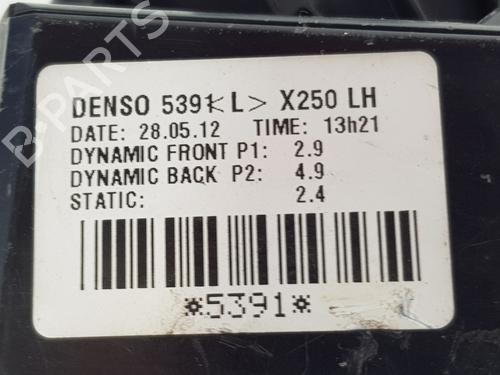 DENSO 5391< L > X250 LH
DATE: 28.05.12 TIME: 13h21
DYNAMIC FRONT P1: 2.9
DYNAMIC BACK P2: 4.9
STATIC: 2.4
*5391*
B-PARTS